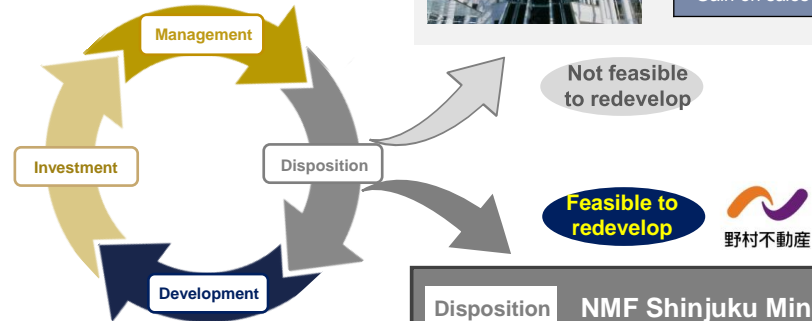 Management
Not feasible
to redevelop
Investment
Disposition
Feasible to
redevelop
野村不動産
Development
Disposition
NMF Shinjuku Min